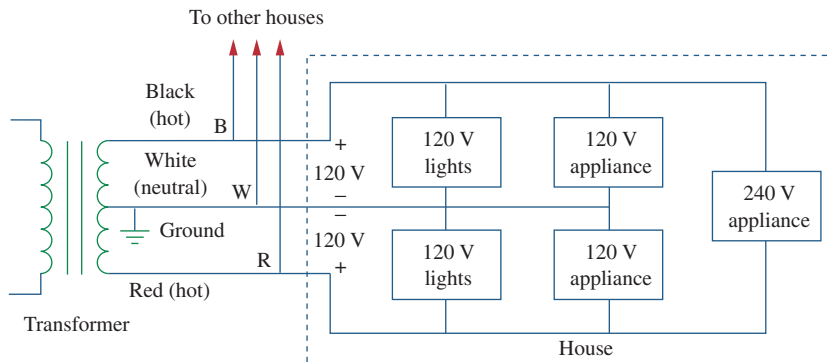 To other houses
Black
(hot)
B
White
(neutral)
W
Ground
R
Red (hot)
Transformer
+
120 V
–
–
120 V
+
120 V
lights
120 V
appliance
240 V
appliance
120 V
lights
120 V
appliance
House